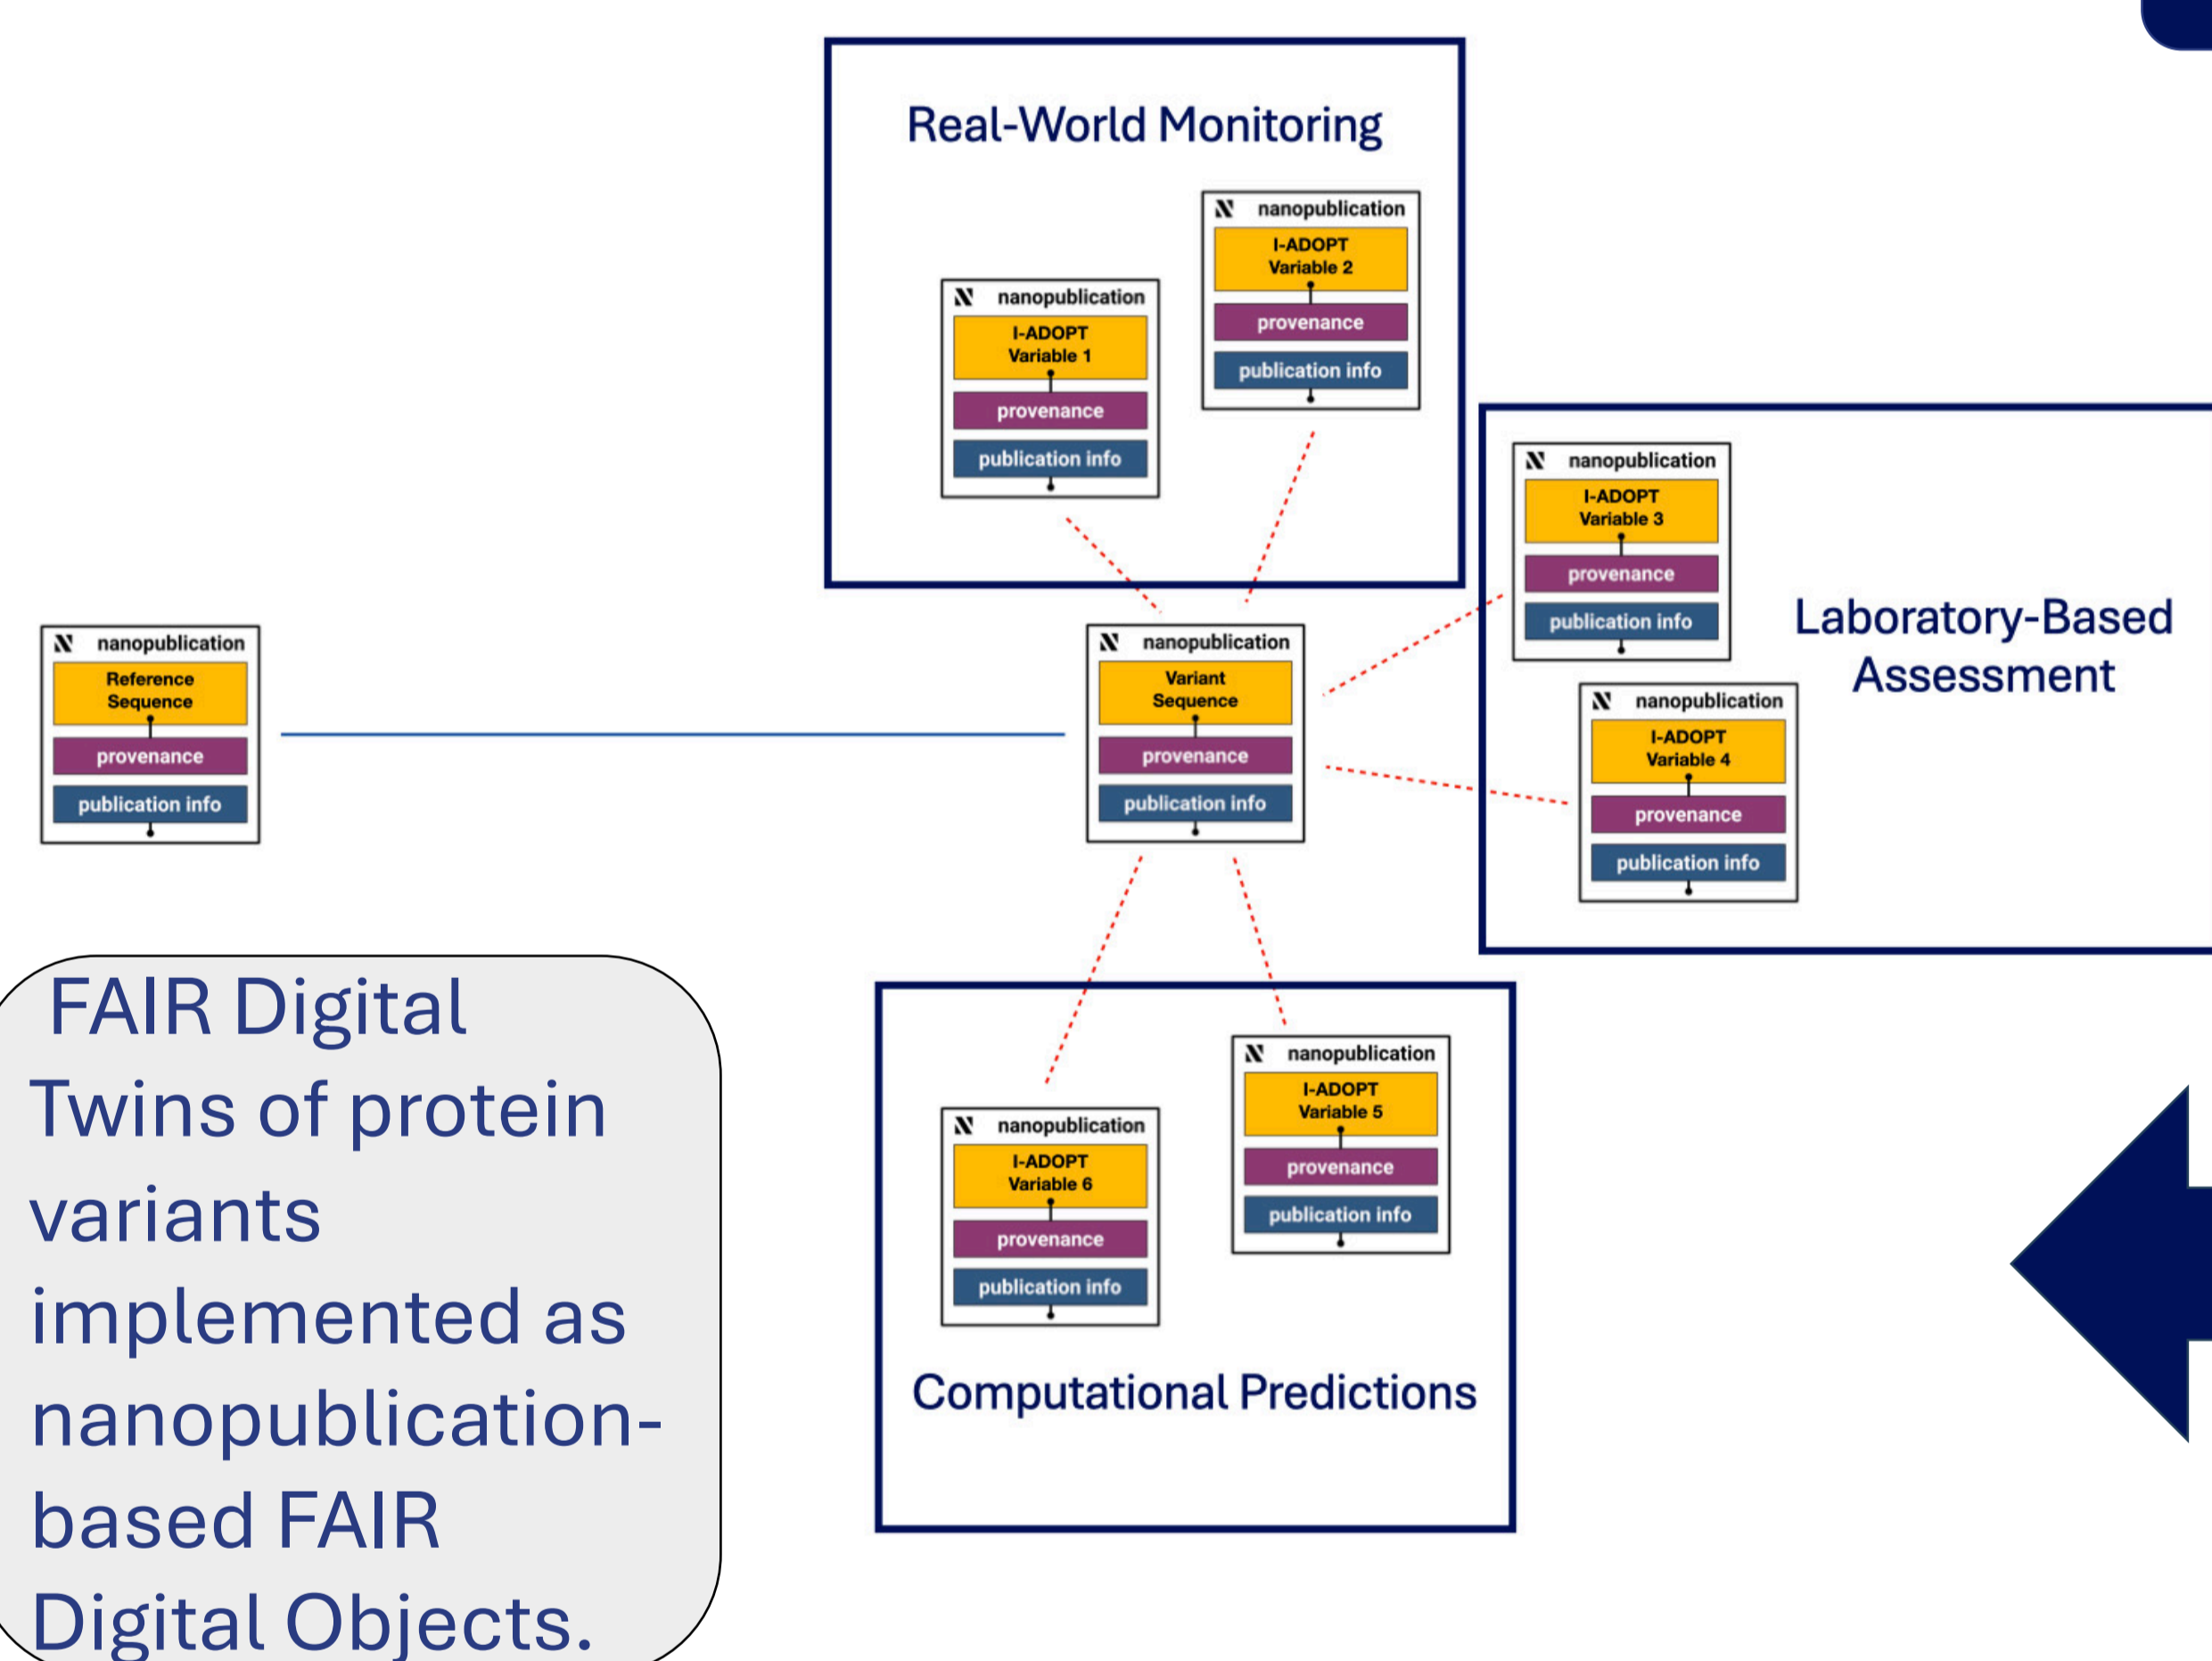 Real-World Monitoring
nanopublication
I-ADOPT
Variable 1
provenance
publication info
nanopublication
I-ADOPT
Variable 2
provenance
publication info
nanopublication
I-ADOPT
Variable 3
provenance
publication info
nanopublication
I-ADOPT
Variable 4
provenance
publication info
Laboratory-Based
Assessment
nanopublication
Reference
Sequence
provenance
publication info
nanopublication
Variant
Sequence
provenance
publication info
nanopublication
I-ADOPT
Variable 5
provenance
publication info
nanopublication
I-ADOPT
Variable 6
provenance
publication info
Computational Predictions
FAIR Digital
Twins of protein
variants
implemented as
nanopublication-
based FAIR
Digital Objects.